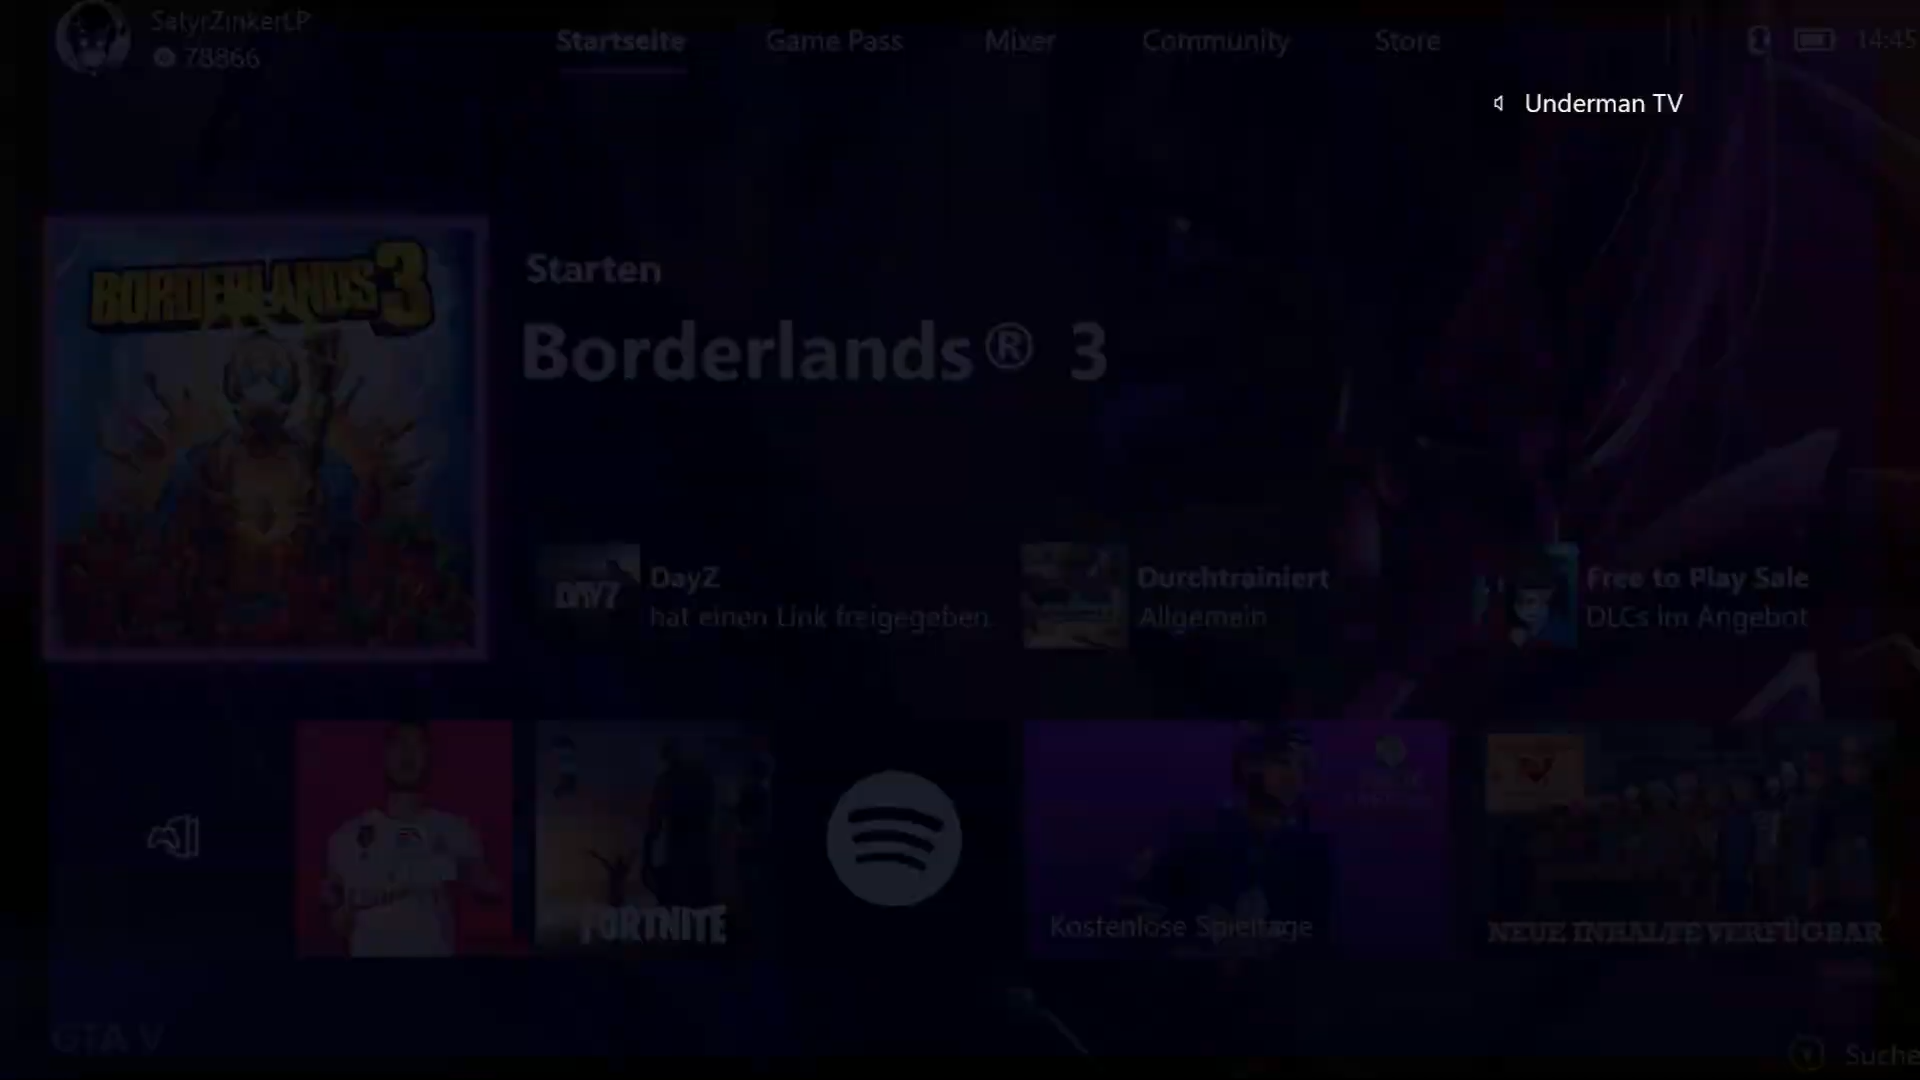 SatyrZinkerLP
78866
Startseite
Game Pass
Mixer
Community
Store
14:45
Underman TV
BORDERLANDS 3
Starten
Borderlands® 3
DAYZ
DayZ
hat einen Link freigegeben.
Durchtrainiert
Allgemein
Free to Play Sale
DLCs im Angebot
FORTNITE
Kostenlose Spieltage
NEUE INHALTE VERFÜGBAR
GTA V
Suche